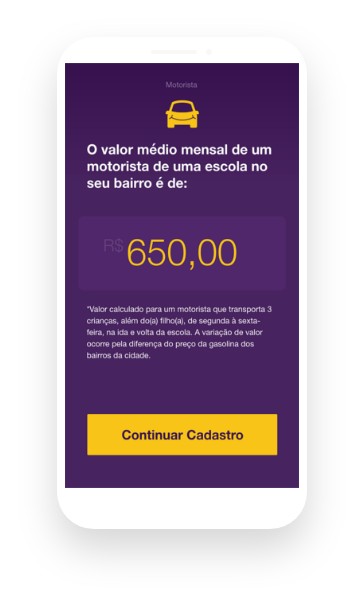 Motorista
O valor médio mensal de um
motorista de uma escola no
seu bairro é de:
R$ 650,00
*Valor calculado para um motorista que transporta 3
crianças, além do(a) filho(a), de segunda à sexta-
feira, na ida e volta da escola. A variação de valor
ocorre pela diferença do preço da gasolina dos
bairros da cidade.
Continuar Cadastro